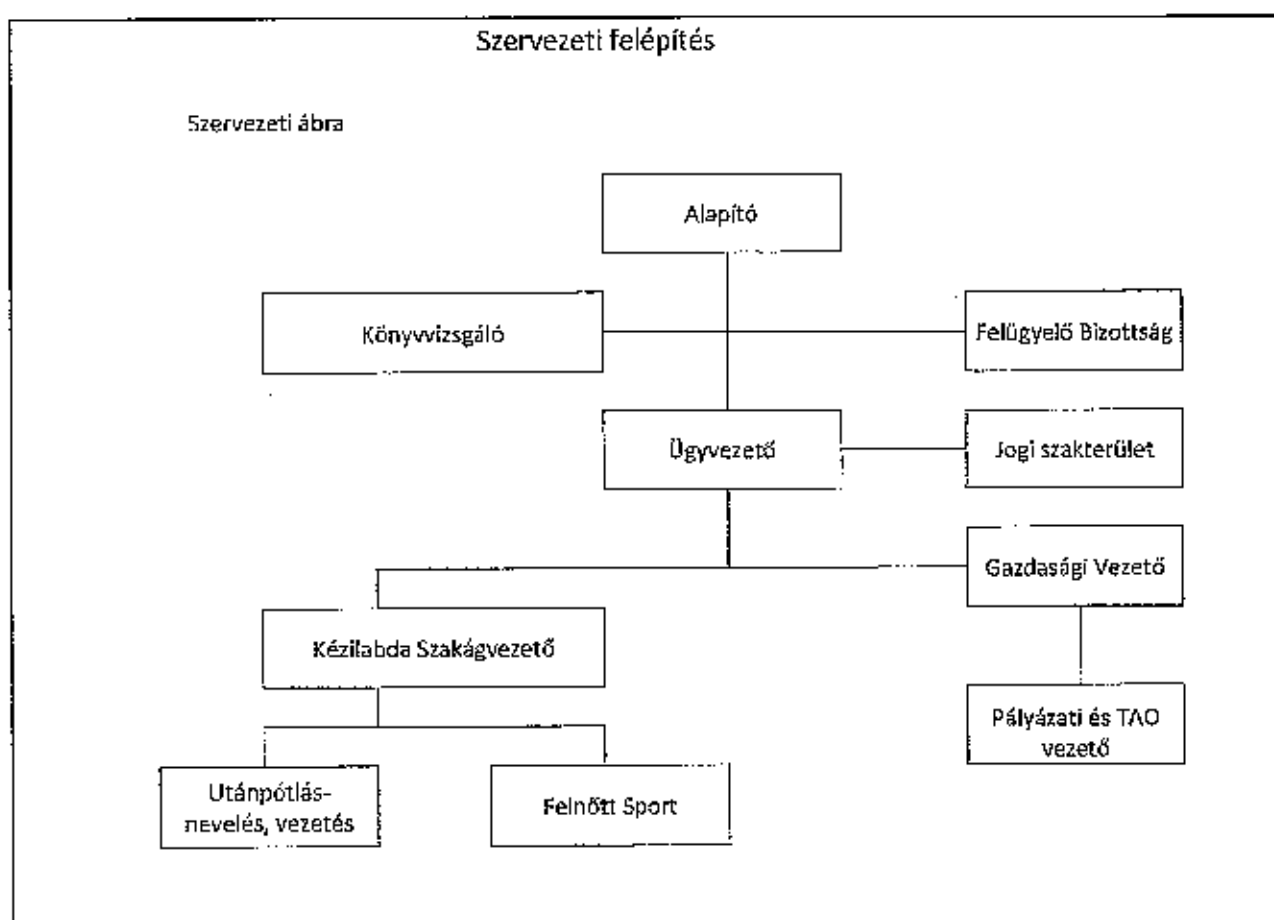 Szervezeti felépítés
Szervezeti ábra
Alapító
Könyvvizsgáló
Felügyelő Bizottság
Ügyvezető
Jogi szakterület
Gazdasági Vezető
Kézilabda Szakágvezető
Pályázati és TAO
vezető
Utánpótlás-
nevelés, vezetés
Felnőtt Sport